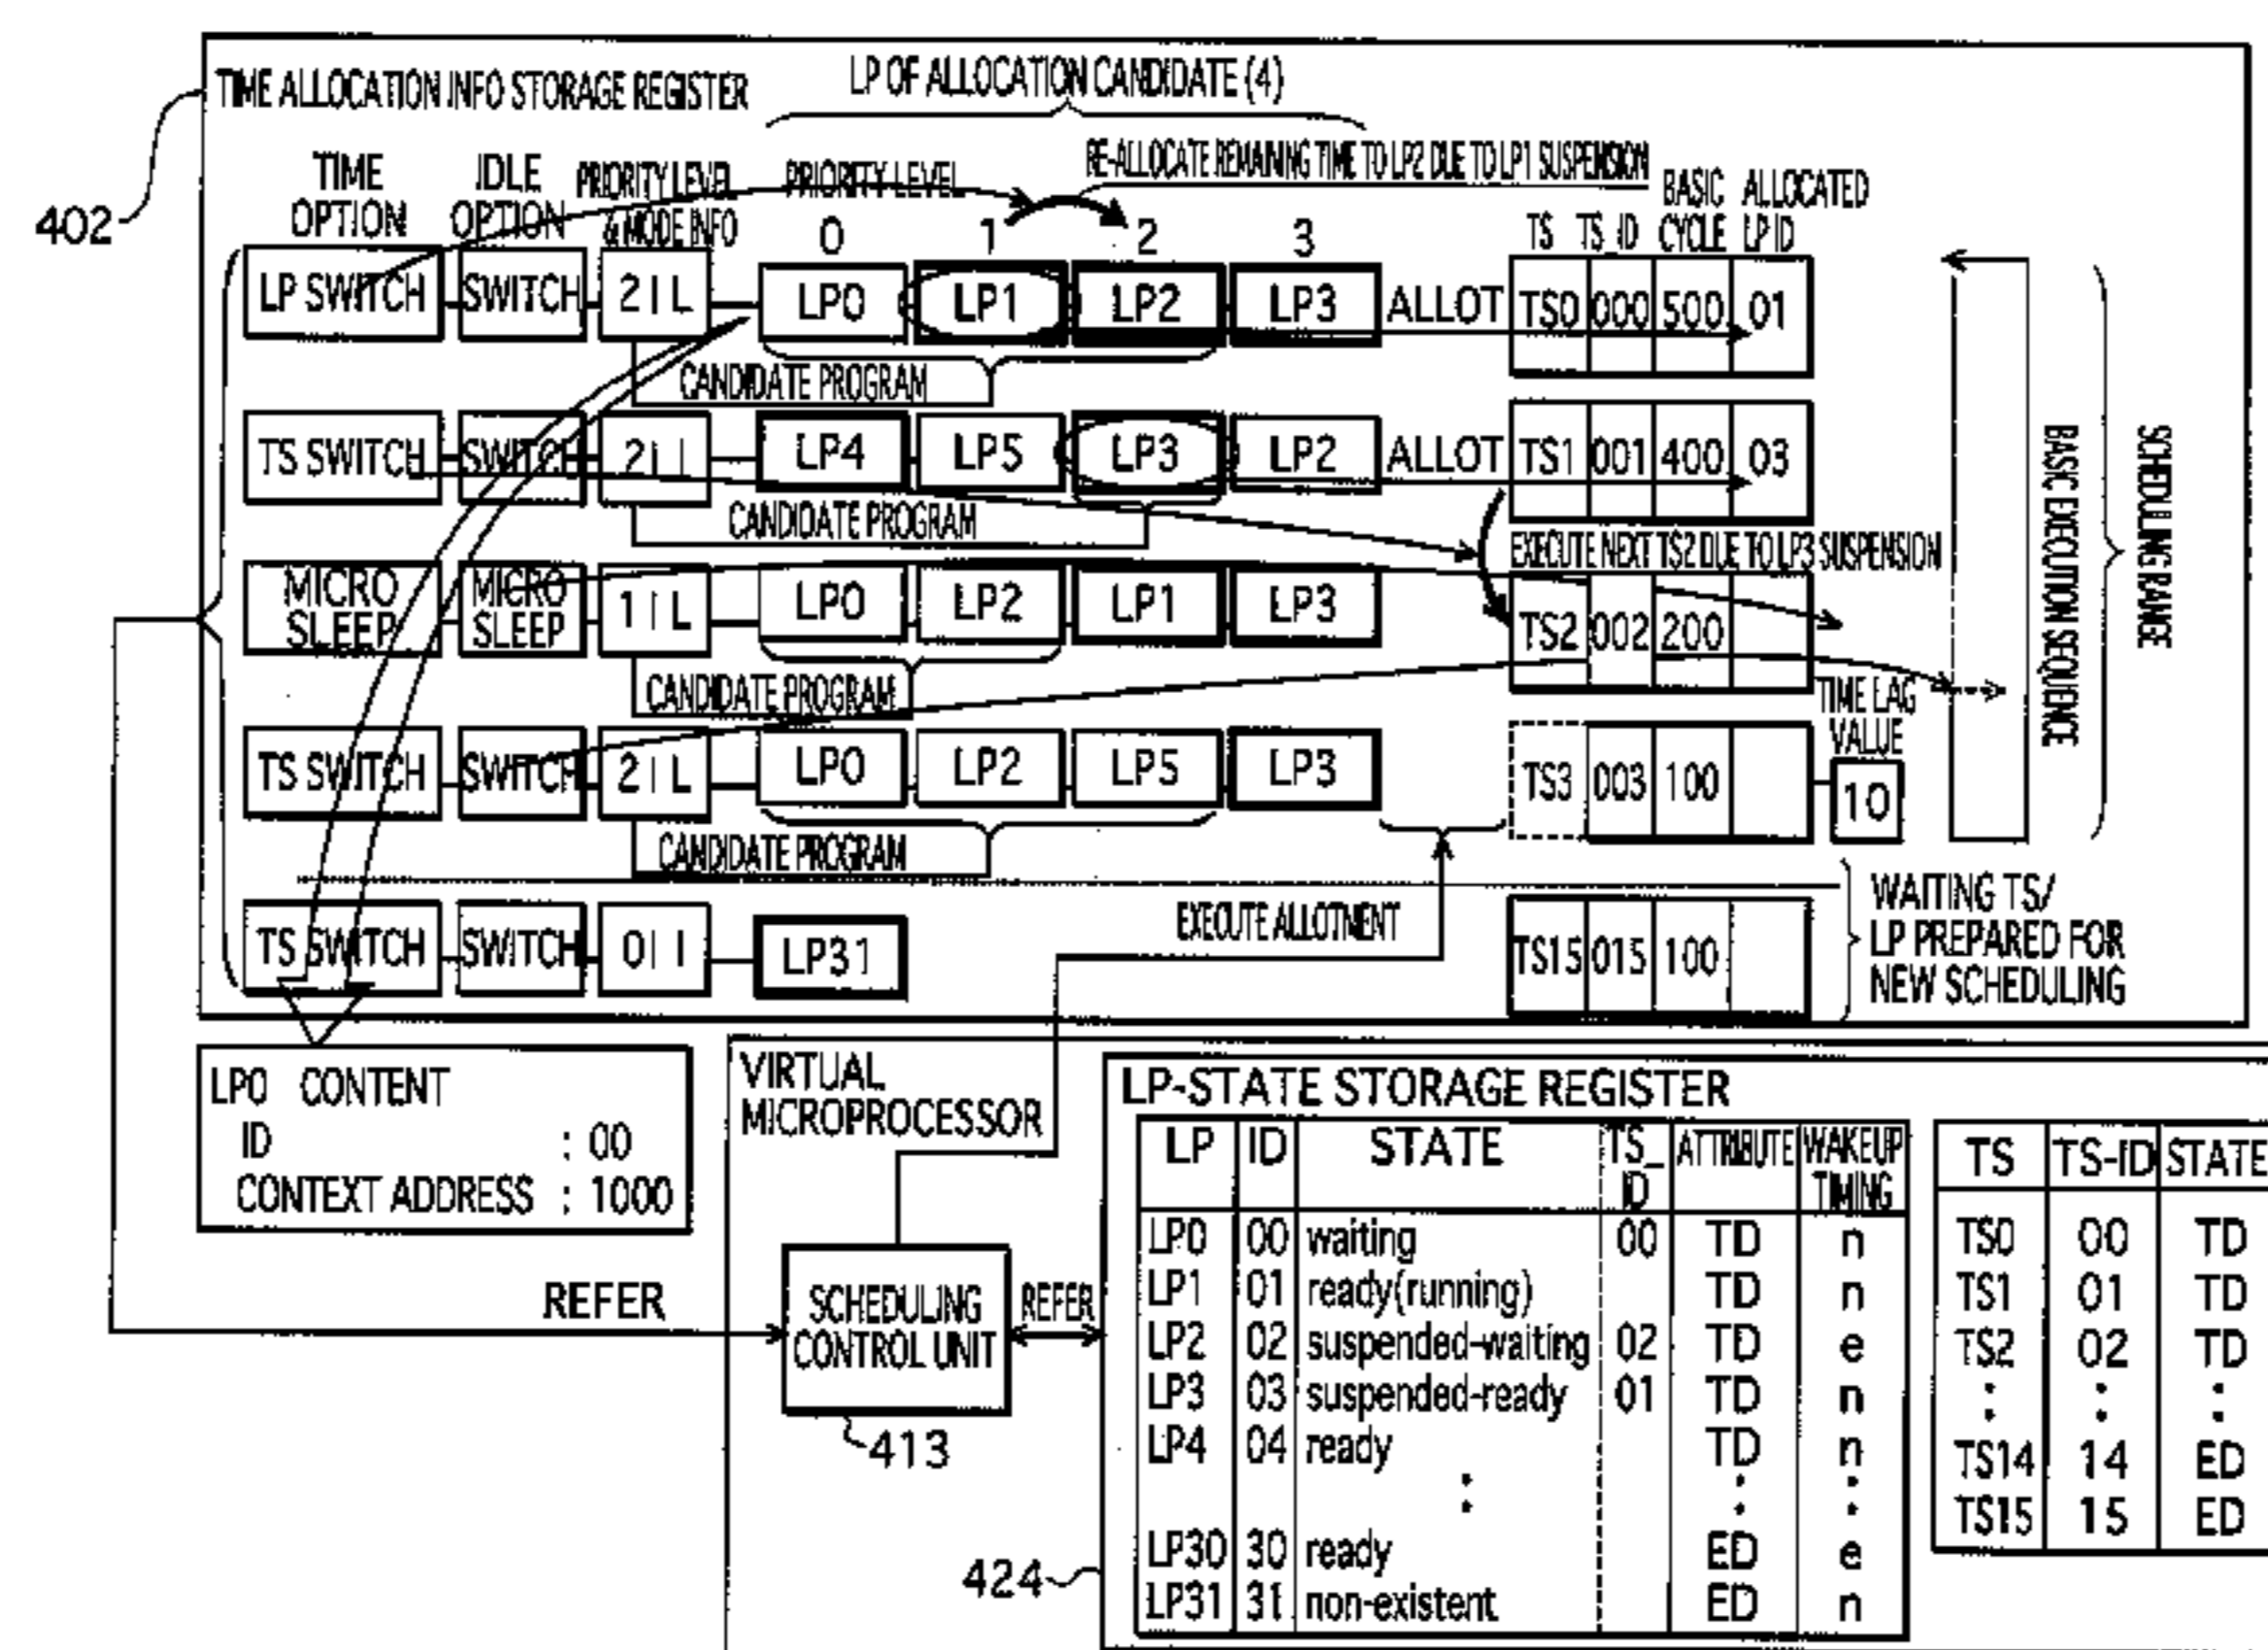 TIME ALLOCATION INFO STORAGE REGISTER
LP OF ALLOCATION CANDIDATE (4)
402
TIME OPTION
IDLE OPTION
PRIORITY LEVEL & MODE INFO
PRIORITY LEVEL
RE-ALLOCATE REMAINING TIME TO LP2 DUE TO LP1 SUSPENSION
0 1 2 3
TS TS_ID BASIC CYCLE ALLOCATED LP ID
LP SWITCH SWITCH 2 1 L LP0 LP1 LP2 LP3 ALLOT TS0 000 500 01
CANDIDATE PROGRAM
TS SWITCH SWITCH 2 1 I LP4 LP5 LP3 LP2 ALLOT TS1 001 400 03
CANDIDATE PROGRAM
EXECUTE NEXT TS2 DUE TO LP3 SUSPENSION
MICRO SLEEP MICRO SLEEP 1 1 L LP0 LP2 LP1 LP3 TS2 002 200
CANDIDATE PROGRAM
TIME LAG VALUE
TS SWITCH SWITCH 2 1 L LP0 LP2 LP5 LP3 TS3 003 100 10
CANDIDATE PROGRAM
BASIC EXECUTION SEQUENCE
SCHEDULING RANGE
EXECUTE ALLOTMENT
TS SWITCH SWITCH 0 1 I LP31 TS15 015 100
WAITING TS/
LP PREPARED FOR
NEW SCHEDULING
LP0 CONTENT
ID : 00
CONTEXT ADDRESS : 1000
VIRTUAL
MICROPROCESSOR
REFER
SCHEDULING
CONTROL UNIT
413
REFER
LP-STATE STORAGE REGISTER
LP ID STATE TS_ID ATTRIBUTE WAKEUP TIMING
LP0 00 waiting 00 TD n
LP1 01 ready(running) TD n
LP2 02 suspended-waiting 02 TD e
LP3 03 suspended-ready 01 TD n
LP4 04 ready TD n
LP30 30 ready ED e
LP31 31 non-existent ED n
424
TS TS-ID STATE
TS0 00 TD
TS1 01 TD
TS2 02 TD
TS14 14 ED
TS15 15 ED